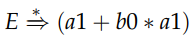 E ⇒* (a1 + b0 * a1)